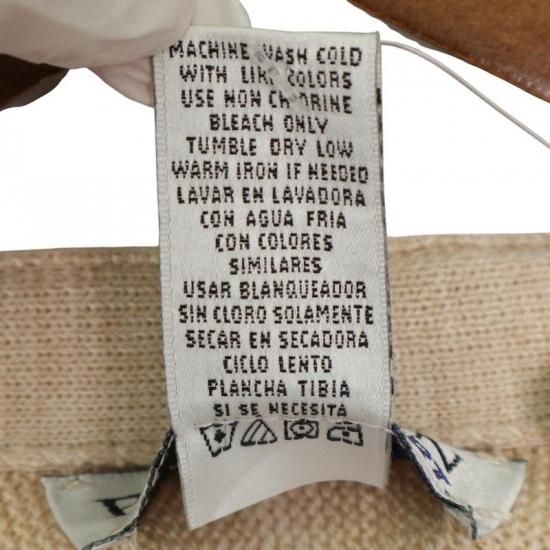 MACHINE WASH COLD
WITH LIKE COLORS
USE NON CHLORINE
BLEACH ONLY
TUMBLE DRY LOW
WARM IRON IF NEEDED
LAVAR EN LAVADORA
CON AGUA FRIA
CON COLORES
SIMILARES
USAR BLANQUEADOR
SIN CLORO SOLAMENTE
SECAR EN SECADORA
CICLO LENTO
PLANCHA TIBIA
SI SE NECESITA